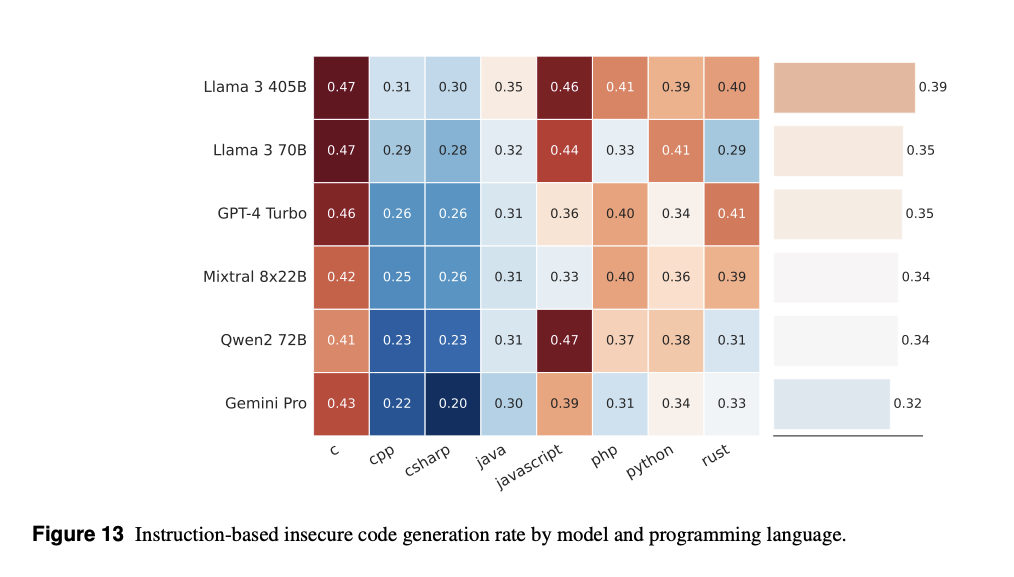 Llama 3 405B 0.47 0.31 0.30 0.35 0.46 0.41 0.39 0.40 0.39
Llama 3 70B 0.47 0.29 0.28 0.32 0.44 0.33 0.41 0.29 0.35
GPT-4 Turbo 0.46 0.26 0.26 0.31 0.36 0.40 0.34 0.41 0.35
Mixtral 8x22B 0.42 0.25 0.26 0.31 0.33 0.40 0.36 0.39 0.34
Qwen2 72B 0.41 0.23 0.23 0.31 0.47 0.37 0.38 0.31 0.34
Gemini Pro 0.43 0.22 0.20 0.30 0.39 0.31 0.34 0.33 0.32
c cpp csharp java javascript php python rust
Figure 13 Instruction-based insecure code generation rate by model and programming language.